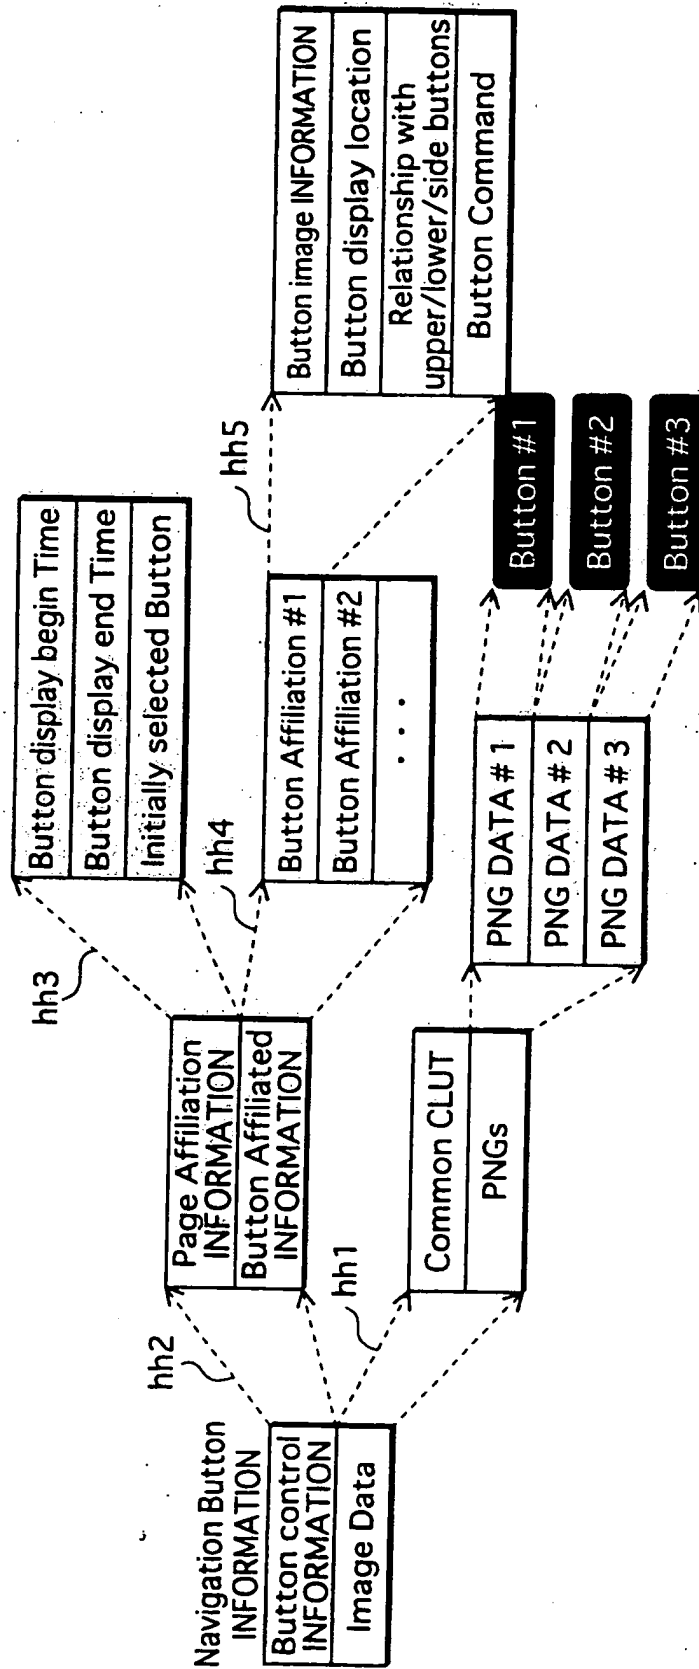 Navigation Button
INFORMATION
Button control
INFORMATION
Image Data
hh2
hh1
Page Affiliation
INFORMATION
Button Affiliated
INFORMATION
Common CLUT
PNGs
hh3
hh4
Button display begin Time
Button display end Time
Initially selected Button
Button Affiliation #1
Button Affiliation #2
. . .
PNG DATA#1
PNG DATA#2
PNG DATA#3
hh5
Button image INFORMATION
Button display location
Relationship with
upper/lower/side buttons
Button Command
Button #1
Button #2
Button #3